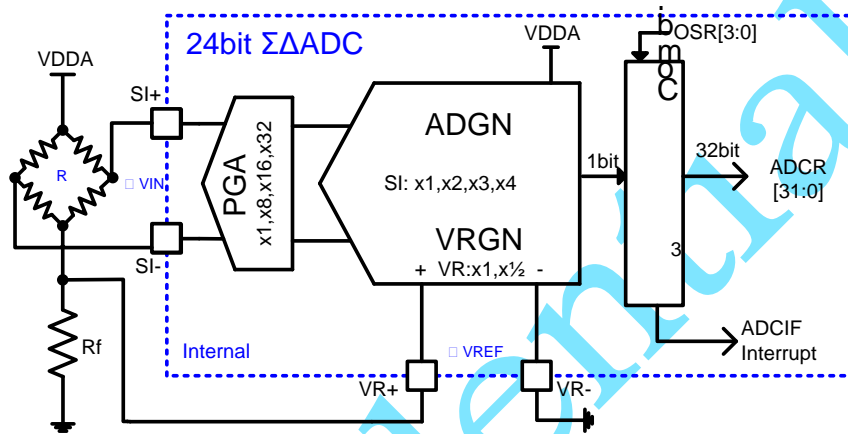 24bit ΣΔADC
VDDA
VDDA
OSR[3:0]
Comb
3
SI+
SI-
R
□ VIN
PGA
x1,x8,x16,x32
ADGN
SI: x1,x2,x3,x4
VRGN
+ VR:x1,x½ -
1bit
32bit
ADCR
[31:0]
ADCIF
Interrupt
Rf
Internal
□ VREF
VR+
VR-